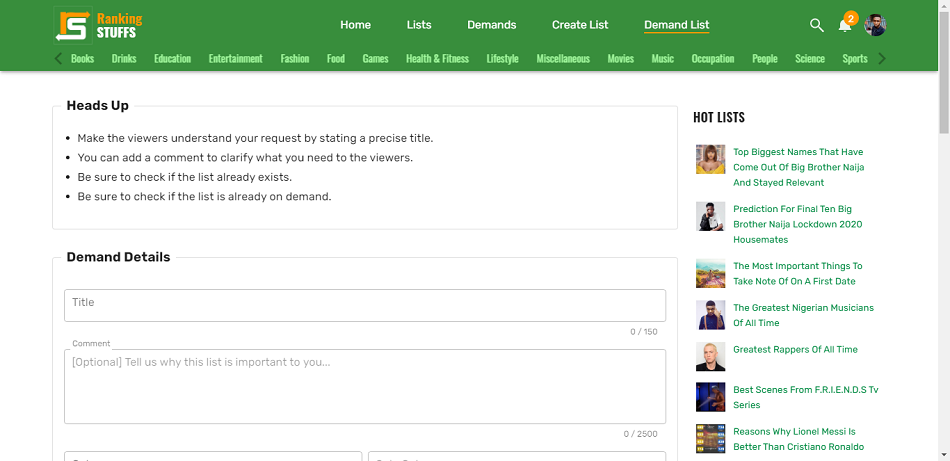 Ranking
STUFFS
Home Lists Demands Create List Demand List
2
Books Drinks Education Entertainment Fashion Food Games Health & Fitness Lifestyle Miscellaneous Movies Music Occupation People Science Sports
Heads Up
Make the viewers understand your request by stating a precise title.
You can add a comment to clarify what you need to the viewers.
Be sure to check if the list already exists.
Be sure to check if the list is already on demand.
Demand Details
Title
0 / 150
Comment
[Optional] Tell us why this list is important to you...
0 / 2500
HOT LISTS
Top Biggest Names That Have
Come Out Of Big Brother Naija
And Stayed Relevant
Prediction For Final Ten Big
Brother Naija Lockdown 2020
Housemates
The Most Important Things To
Take Note Of On A First Date
The Greatest Nigerian Musicians
Of All Time
Greatest Rappers Of All Time
Best Scenes From F.R.I.E.N.D.S Tv
Series
Reasons Why Lionel Messi Is
Better Than Cristiano Ronaldo